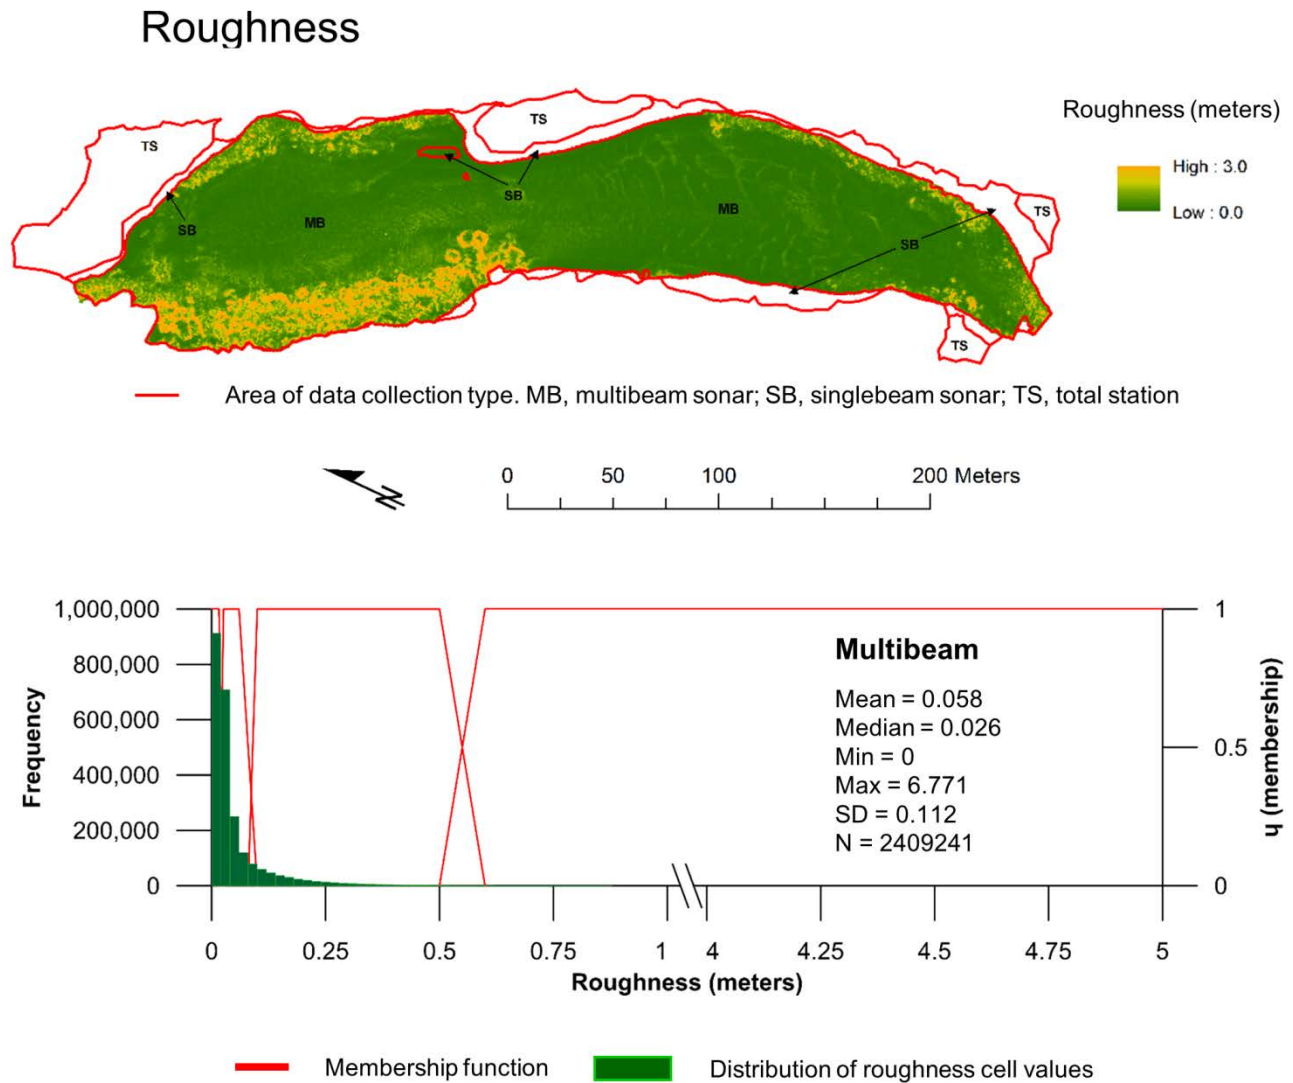 Roughness
TS
TS
SB
SB
MB
MB
SB
TS
TS
Roughness (meters)
High : 3.0
Low : 0.0
Area of data collection type. MB, multibeam sonar; SB, singlebeam sonar; TS, total station
N
0 50 100 200 Meters
1,000,000
800,000
600,000
400,000
200,000
0
Frequency
Multibeam
Mean = 0.058
Median = 0.026
Min = 0
Max = 6.771
SD = 0.112
N = 2409241
1
0.5
0
μ (membership)
0 0.25 0.5 0.75 1 4 4.25 4.5 4.75 5
Roughness (meters)
Membership function
Distribution of roughness cell values